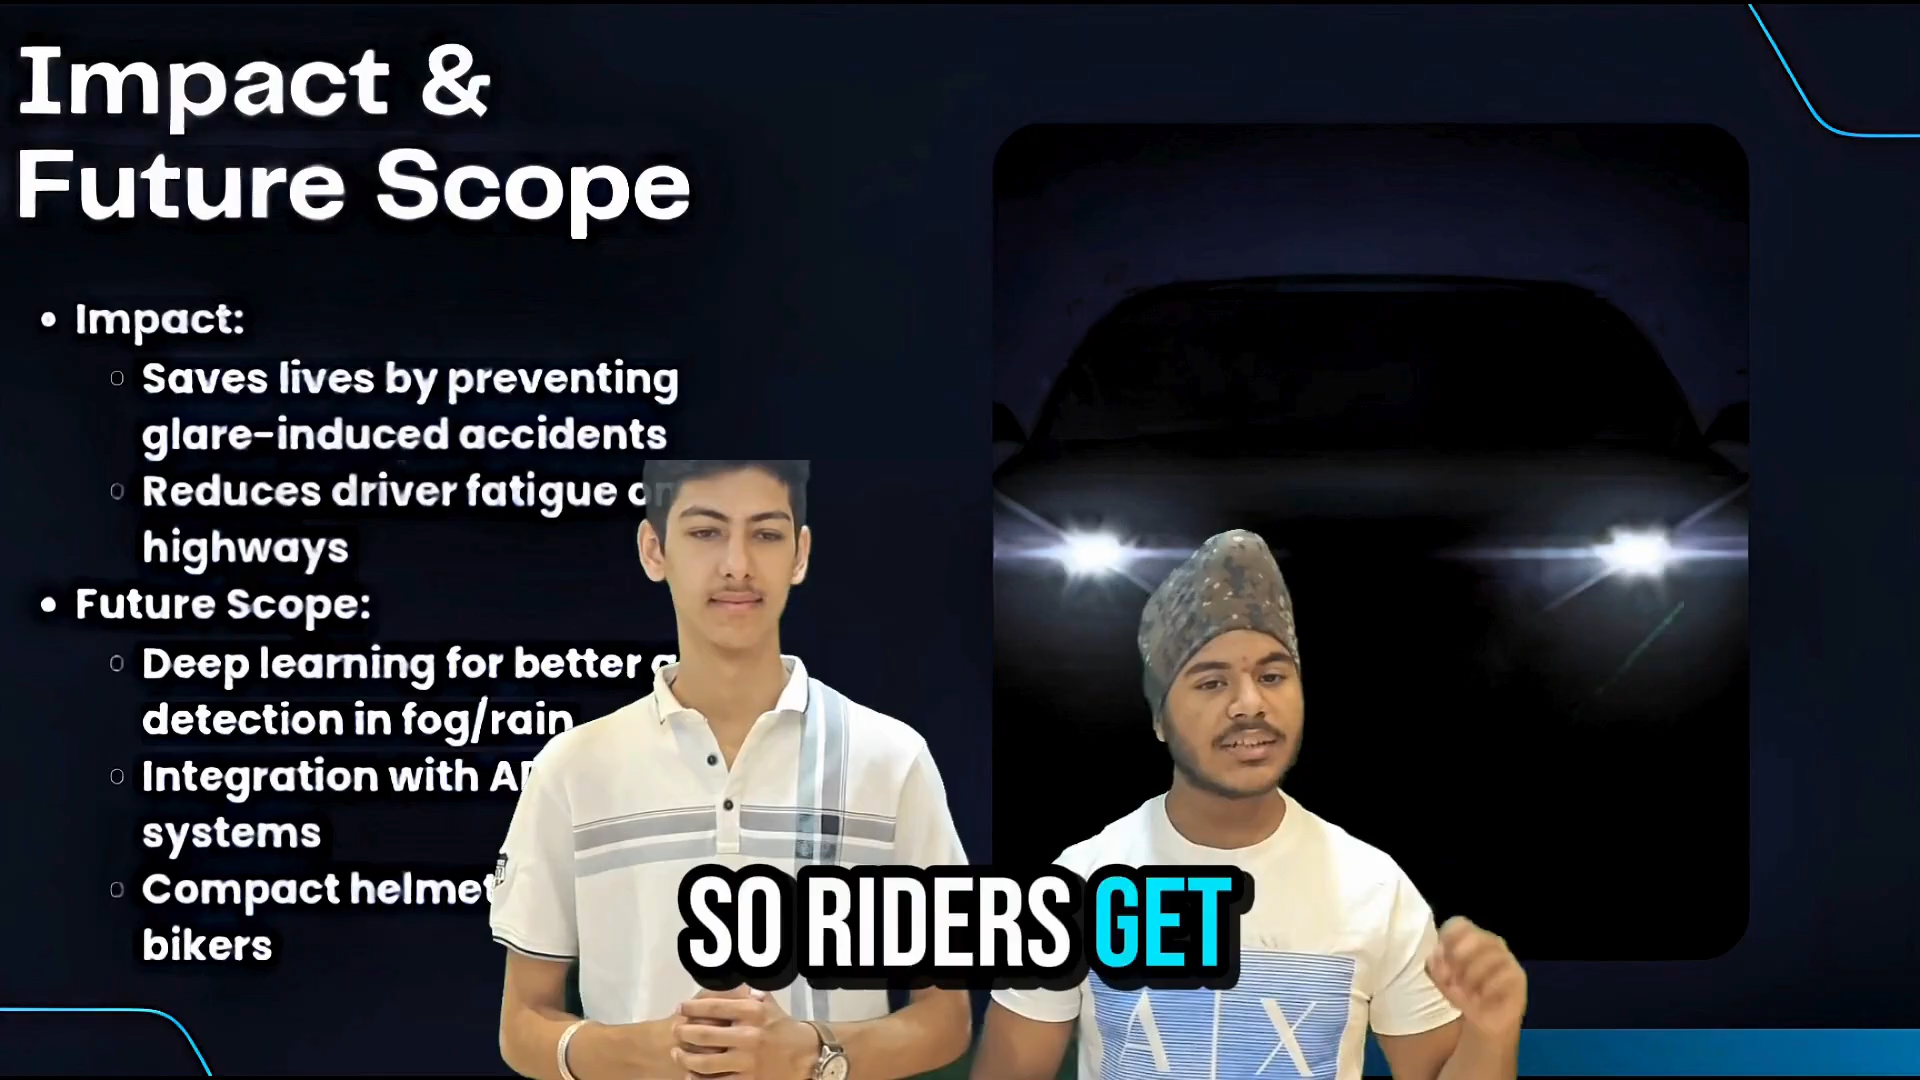 Impact &
Future Scope
• Impact:
Saves lives by preventing
glare-induced accidents
Reduces driver fatigue
highways
• Future Scope:
Deep learning for better
detection in fog/rain
Integration with
systems
Compact helmet
bikers
SO RIDERS GET
A|X